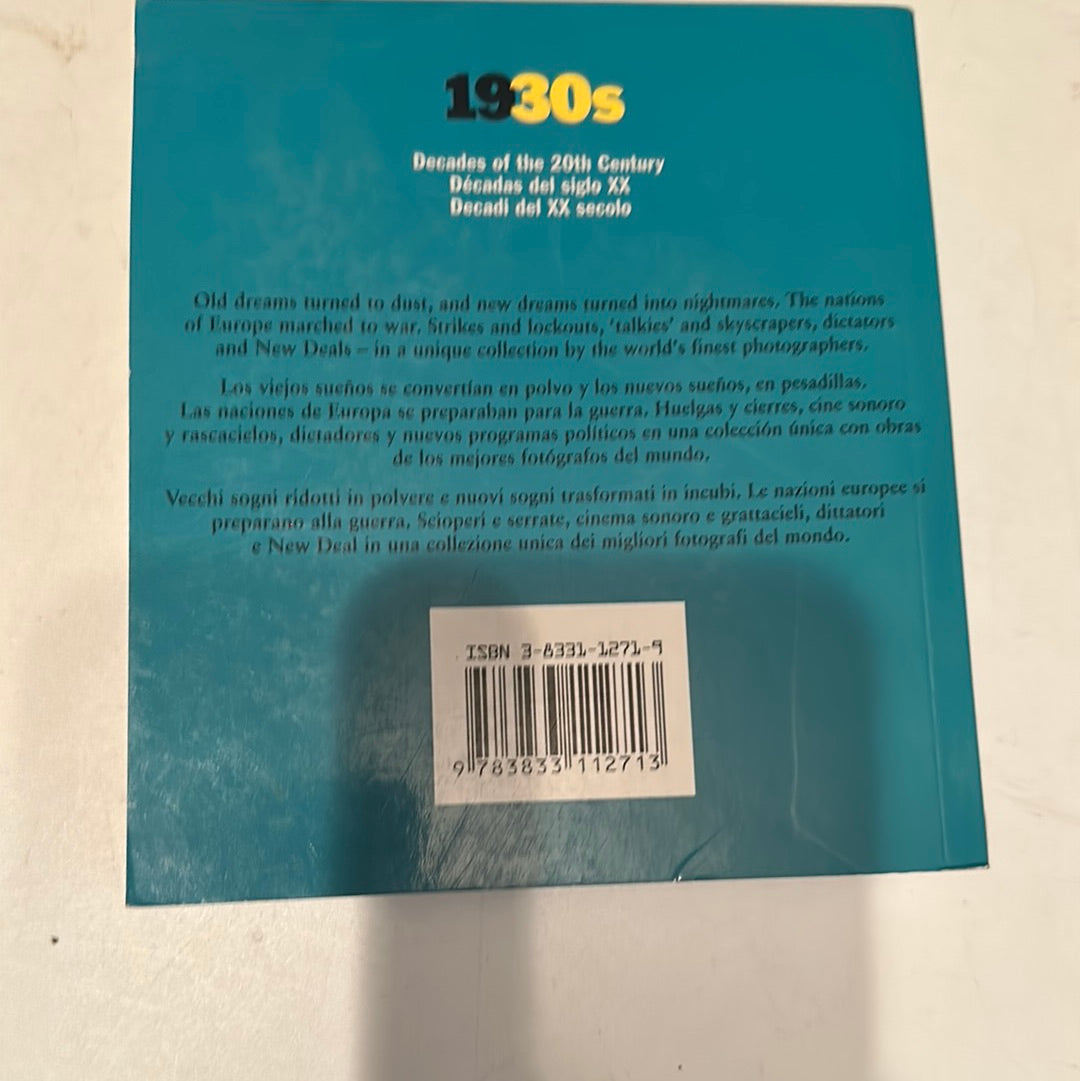 1930s
Decades of the 20th Century
Décadas del siglo XX
Decadi del XX secolo
Old dreams turned to dust, and new dreams turned into nightmares. The nations
of Europe marched to war. Strikes and lockouts, 'talkies' and skyscrapers, dictators
and New Deals – in a unique collection by the world's finest photographers.
Los viejos sueños se convertían en polvo y los nuevos sueños, en pesadillas.
Las naciones de Europa se preparaban para la guerra. Huelgas y cierres, cine sonoro
y rascacielos, dictadores y nuevos programas políticos en una colección única con obras
de los mejores fotógrafos del mundo.
Vecchi sogni ridotti in polvere e nuovi sogni trasformati in incubi. Le nazioni europee si
preparano alla guerra. Scioperi e serrate, cinema sonoro e grattacieli, dittatori
e New Deal in una collezione unica dei migliori fotografi del mondo.
ISBN 3-8331-1271-9
9 783833 112713